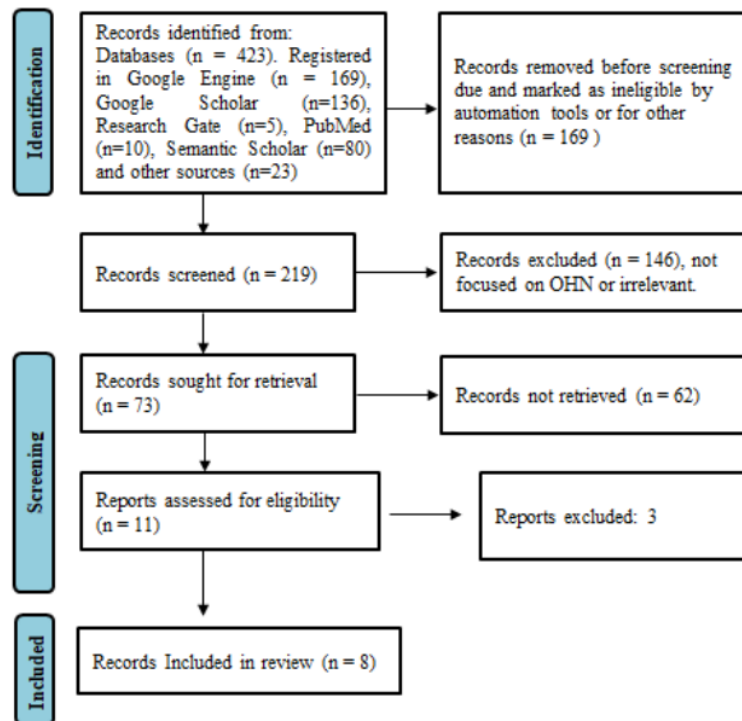 Identification
Records identified from:
Databases (n = 423). Registered
in Google Engine (n = 169),
Google Scholar (n=136),
Research Gate (n=5), PubMed
(n=10), Semantic Scholar (n=80)
and other sources (n=23)
Records removed before screening
due and marked as ineligible by
automation tools or for other
reasons (n = 169 )
Records screened (n = 219)
Records excluded (n = 146), not
focused on OHN or irrelevant.
Screening
Records sought for retrieval
(n = 73)
Records not retrieved (n = 62)
Reports assessed for eligibility
(n = 11)
Reports excluded: 3
Included
Records Included in review (n = 8)